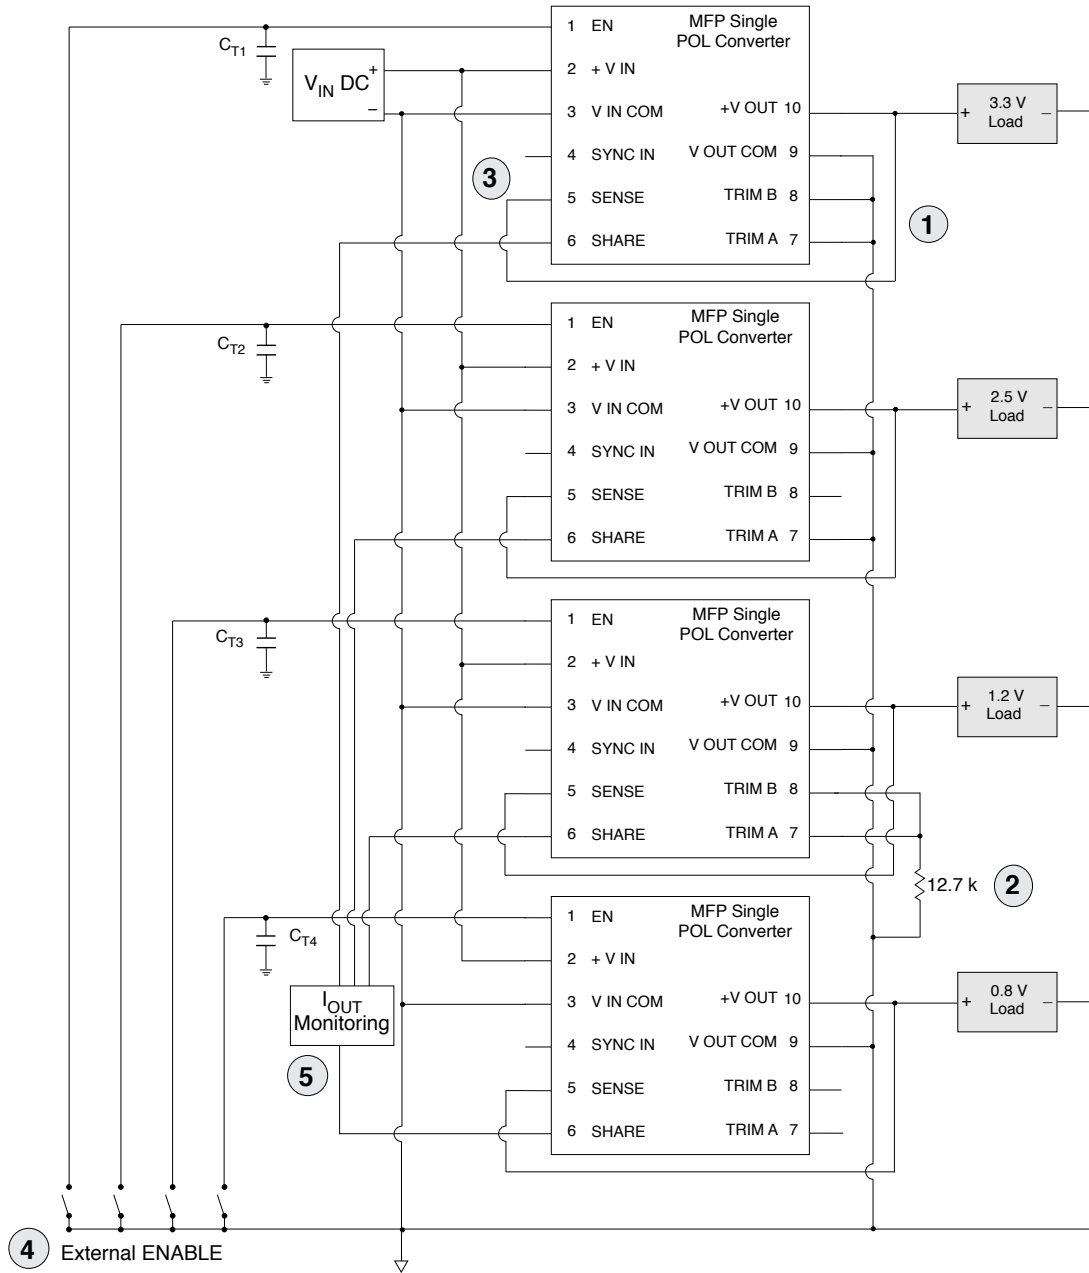 CT1
VIN DC
+
−
1 EN
2 + V IN
3 V IN COM
4 SYNC IN
5 SENSE
6 SHARE
MFP Single
POL Converter
+V OUT 10
V OUT COM 9
TRIM B 8
TRIM A 7
+ 3.3 V −
Load
3
1
CT2
1 EN
2 + V IN
3 V IN COM
4 SYNC IN
5 SENSE
6 SHARE
MFP Single
POL Converter
+V OUT 10
V OUT COM 9
TRIM B 8
TRIM A 7
+ 2.5 V −
Load
CT3
1 EN
2 + V IN
3 V IN COM
4 SYNC IN
5 SENSE
6 SHARE
MFP Single
POL Converter
+V OUT 10
V OUT COM 9
TRIM B 8
TRIM A 7
+ 1.2 V −
Load
12.7 k
2
CT4
1 EN
2 + V IN
3 V IN COM
4 SYNC IN
5 SENSE
6 SHARE
MFP Single
POL Converter
+V OUT 10
V OUT COM 9
TRIM B 8
TRIM A 7
+ 0.8 V −
Load
IOUT
Monitoring
5
4 External ENABLE